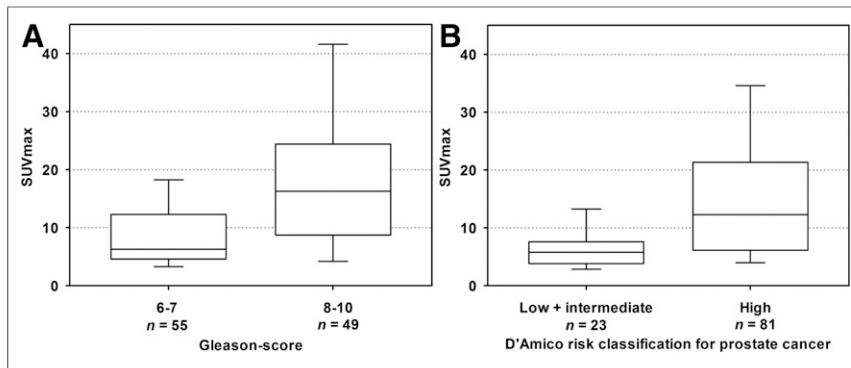 A
SUVmax
40
30
20
10
0
6-7
n = 55
8-10
n = 49
Gleason-score
B
SUVmax
40
30
20
10
0
Low + intermediate
n = 23
High
n = 81
D'Amico risk classification for prostate cancer